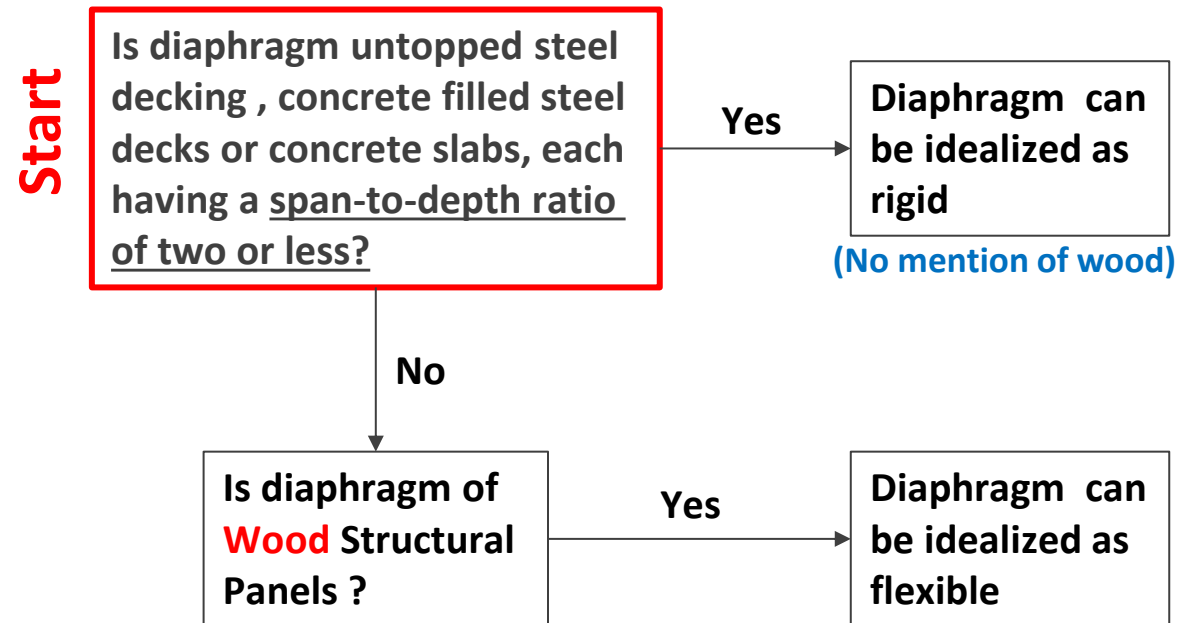 Start
Is diaphragm untopped steel
decking , concrete filled steel
decks or concrete slabs, each
having a span-to-depth ratio
of two or less?
Yes
Diaphragm can
be idealized as
rigid
(No mention of wood)
No
Is diaphragm of
Wood Structural
Panels ?
Yes
Diaphragm can
be idealized as
flexible